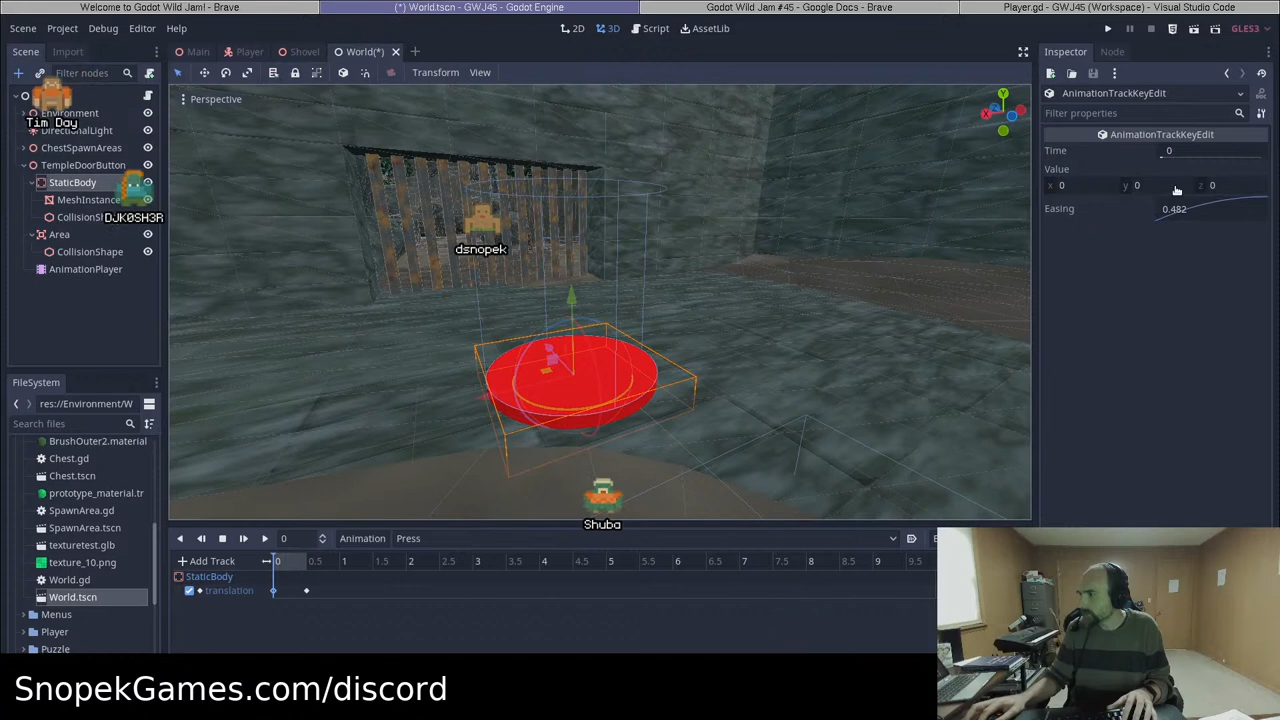 Welcome to Godot Wild Jam! - Brave
(*) World.tscn - GWJ45 - Godot Engine
Godot Wild Jam #45 - Google Docs - Brave
Player.gd - GWJ45 (Workspace) - Visual Studio Code
Scene Project Debug Editor Help
2D 3D Script AssetLib
GLES3
Scene Import
Main Player Shovel World(*)
Inspector Node
Filter nodes
Transform View
AnimationTrackKeyEdit
Perspective
Environment
Filter properties
Tim Day
DirectionalLight
AnimationTrackKeyEdit
ChestSpawnAreas
Time 0
TempleDoorButton
Value
StaticBody
x 0 y 0 z 0
MeshInstance
Easing 0.482
CollisionS
DJK0SH3R
Area
dsnopek
CollisionShape
AnimationPlayer
FileSystem
res://Environment/W
Search files
BrushOuter2.material
Chest.gd
Chest.tscn
prototype_material.tr
SpawnArea.gd
SpawnArea.tscn
texturetest.glb
texture_10.png
World.gd
World.tscn
Menus
Player
Puzzle
Shuba
0 Animation Press
Add Track 0 0.5 1 1.5 2 2.5 3 3.5 4 4.5 5 5.5 6 6.5 7 7.5 8 8.5 9 9.5
StaticBody
translation
SnopekGames.com/discord